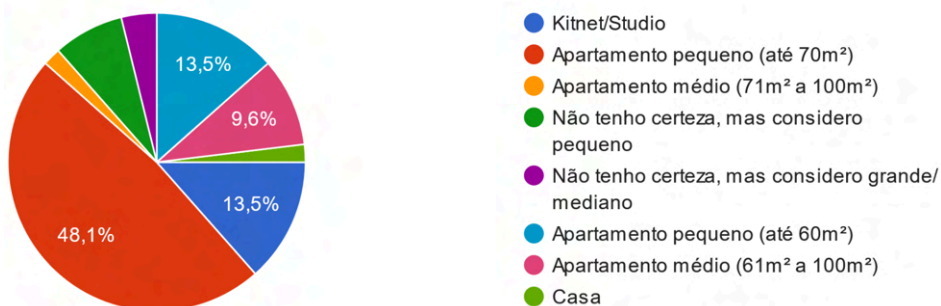 13,5%
9,6%
13,5%
48,1%
Kitnet/Studio
Apartamento pequeno (até 70m²)
Apartamento médio (71m² a 100m²)
Não tenho certeza, mas considero
pequeno
Não tenho certeza, mas considero grande/
mediano
Apartamento pequeno (até 60m²)
Apartamento médio (61m² a 100m²)
Casa